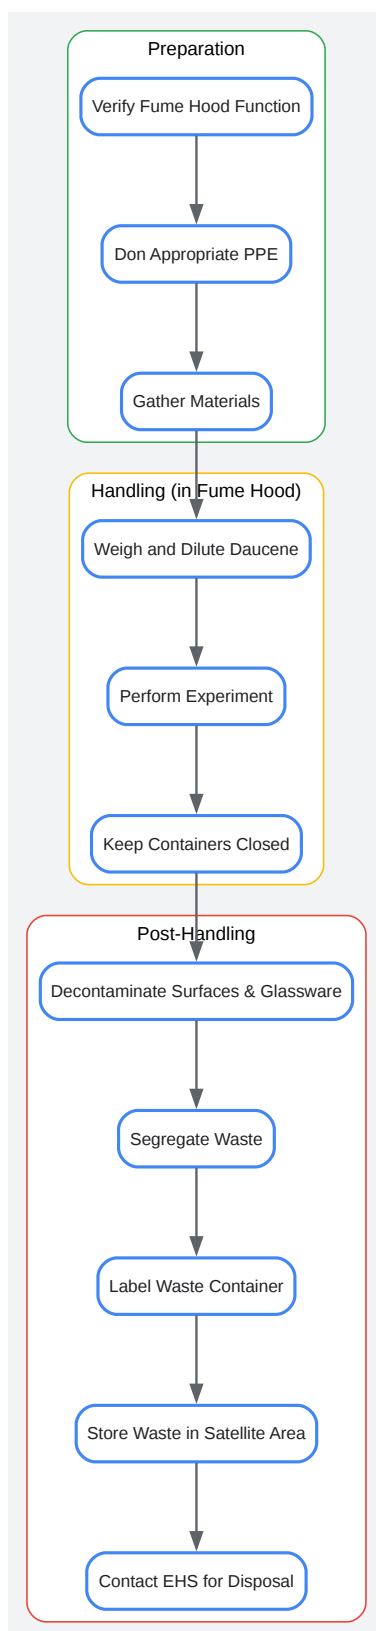 Preparation
Verify Fume Hood Function
Don Appropriate PPE
Gather Materials
Handling (in Fume Hood)
Weigh and Dilute Daucene
Perform Experiment
Keep Containers Closed
Post-Handling
Decontaminate Surfaces & Glassware
Segregate Waste
Label Waste Container
Store Waste in Satellite Area
Contact EHS for Disposal